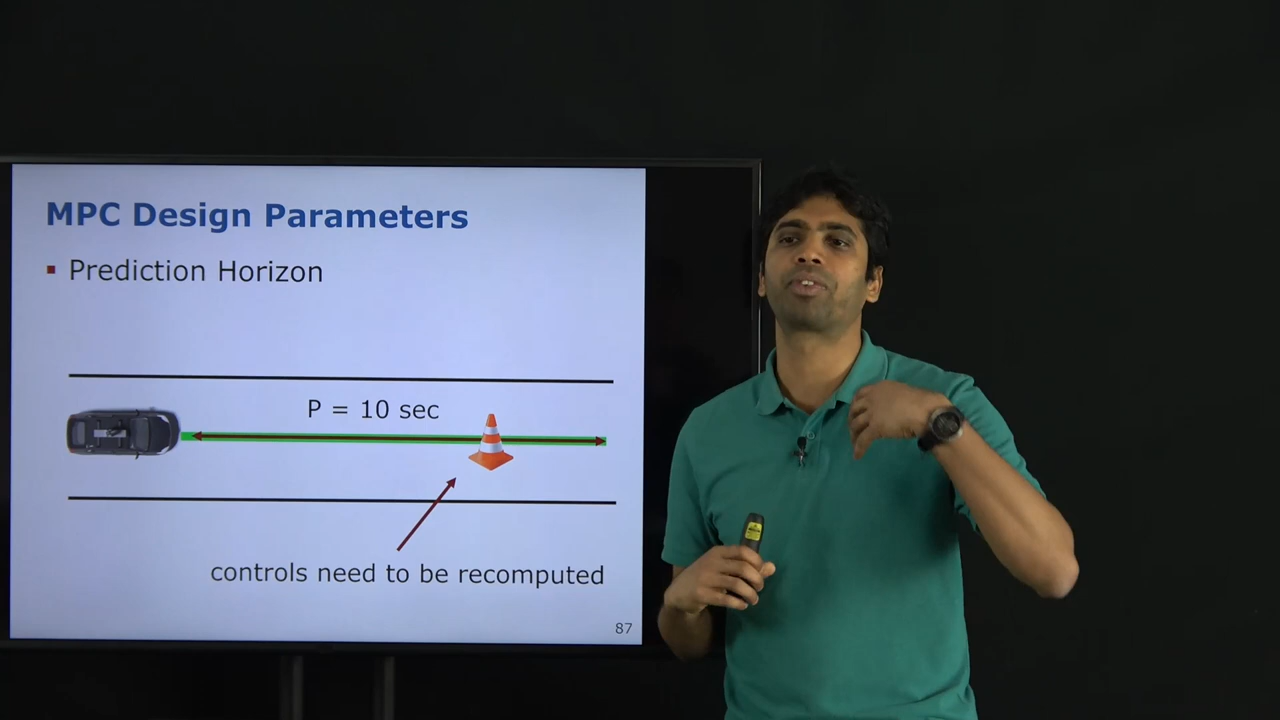 MPC Design Parameters
Prediction Horizon
P = 10 sec
controls need to be recomputed
87